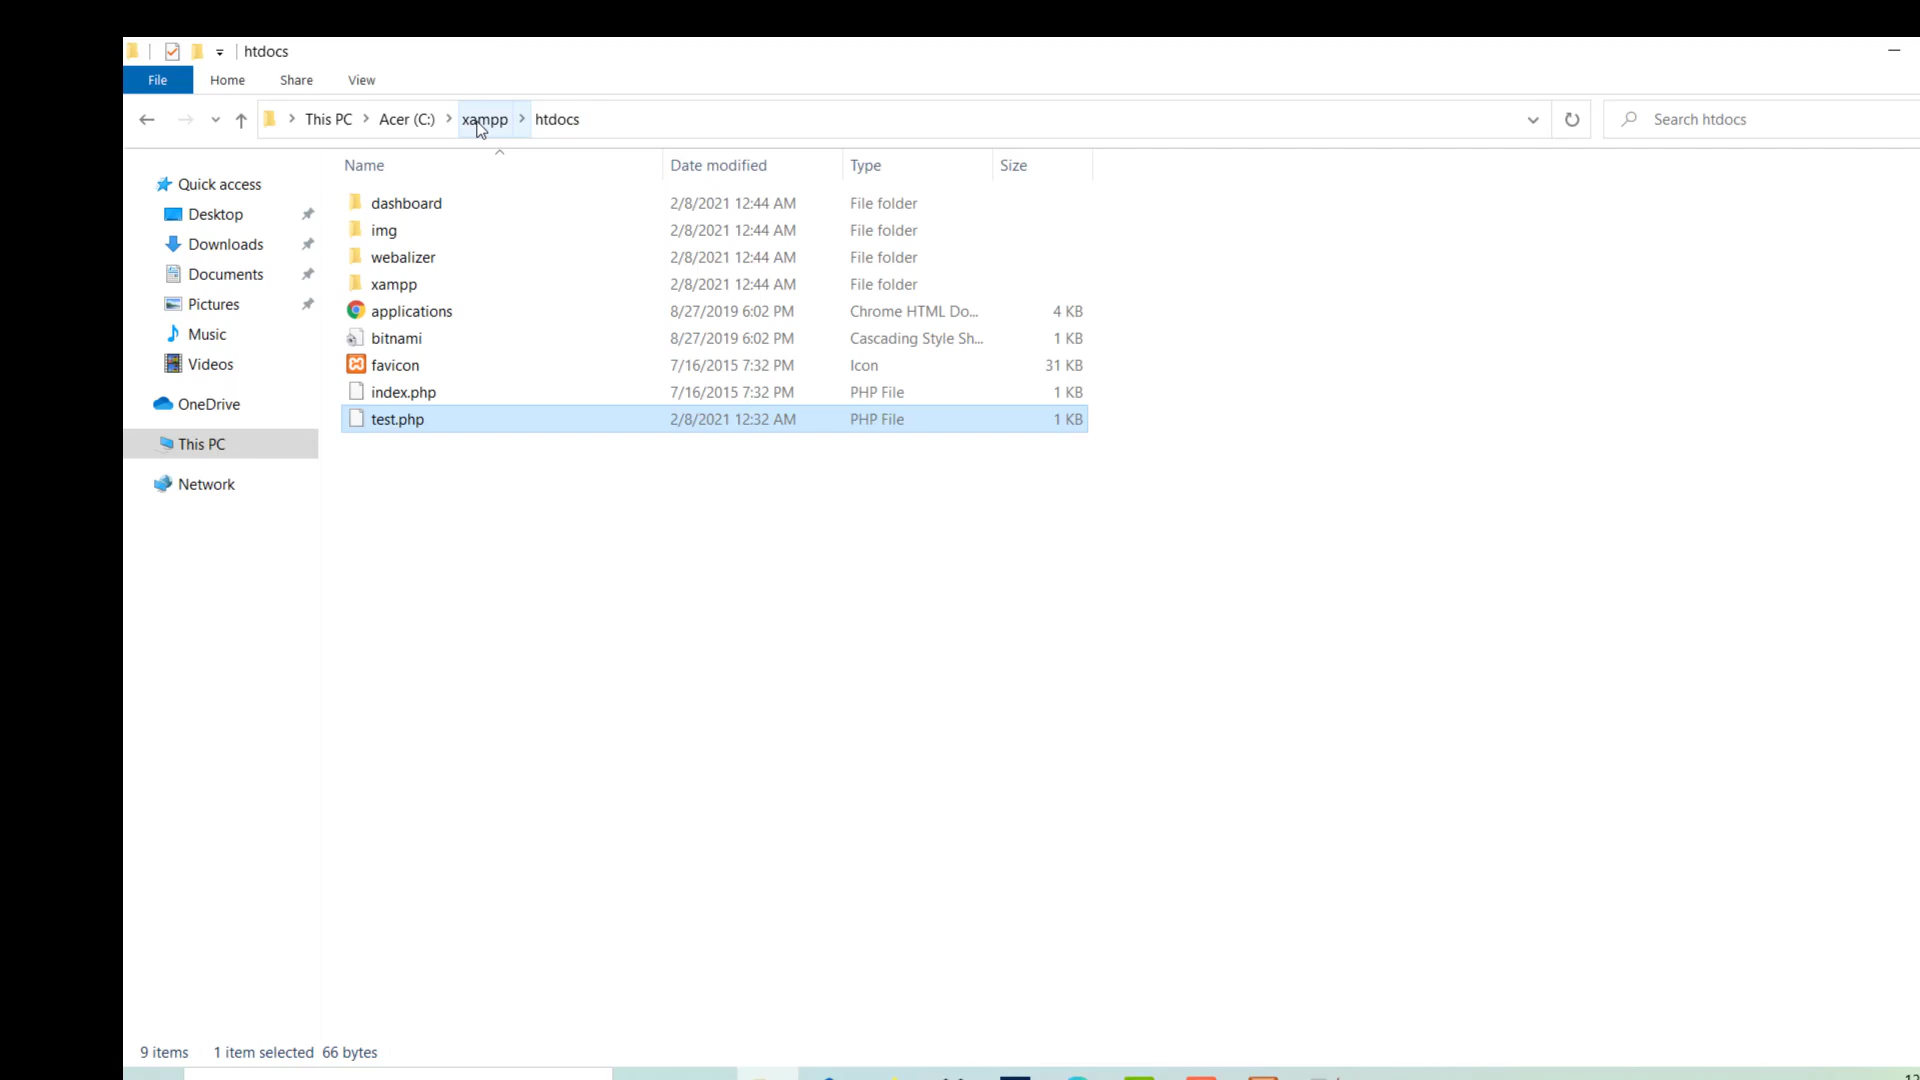 htdocs
File Home Share View
This PC Acer (C:) xampp htdocs Search htdocs
Name Date modified Type Size
Quick access
Desktop
Downloads
Documents
Pictures
Music
Videos
OneDrive
This PC
Network
dashboard 2/8/2021 12:44 AM File folder
img 2/8/2021 12:44 AM File folder
webalizer 2/8/2021 12:44 AM File folder
xampp 2/8/2021 12:44 AM File folder
applications 8/27/2019 6:02 PM Chrome HTML Do... 4 KB
bitnami 8/27/2019 6:02 PM Cascading Style Sh... 1 KB
favicon 7/16/2015 7:32 PM Icon 31 KB
index.php 7/16/2015 7:32 PM PHP File 1 KB
test.php 2/8/2021 12:32 AM PHP File 1 KB
9 items 1 item selected 66 bytes